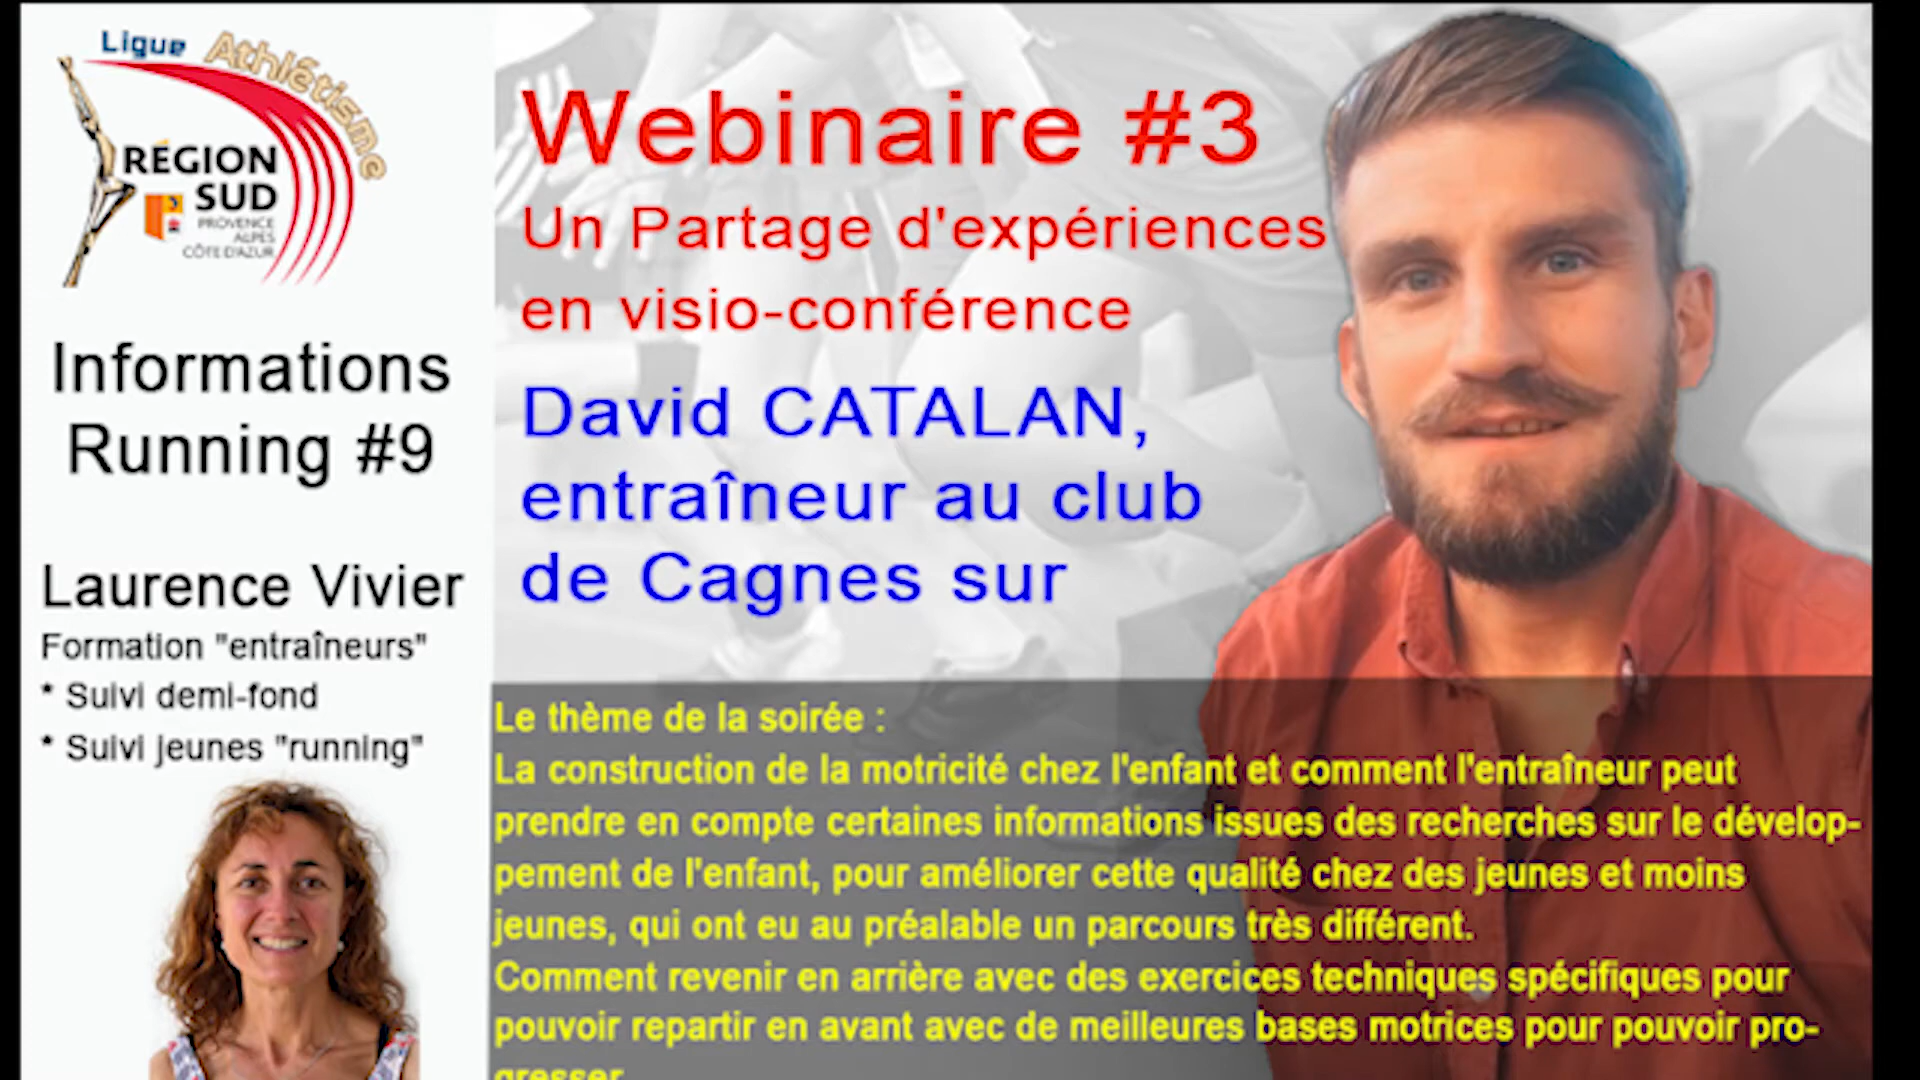 Ligue Athlétisme
RÉGION
SUD
PROVENCE
ALPES
CÔTE D'AZUR
Informations
Running #9
Laurence Vivier
Formation "entraîneurs"
* Suivi demi-fond
* Suivi jeunes "running"
Webinaire #3
Un Partage d'expériences
en visio-conférence
David CATALAN,
entraîneur au club
de Cagnes sur
Le thème de la soirée :
La construction de la motricité chez l'enfant et comment l'entraîneur peut
prendre en compte certaines informations issues des recherches sur le dévelop-
pement de l'enfant, pour améliorer cette qualité chez des jeunes et moins
jeunes, qui ont eu au préalable un parcours très différent.
Comment revenir en arrière avec des exercices techniques spécifiques pour
pouvoir repartir en avant avec de meilleures bases motrices pour pouvoir pro-
gresser